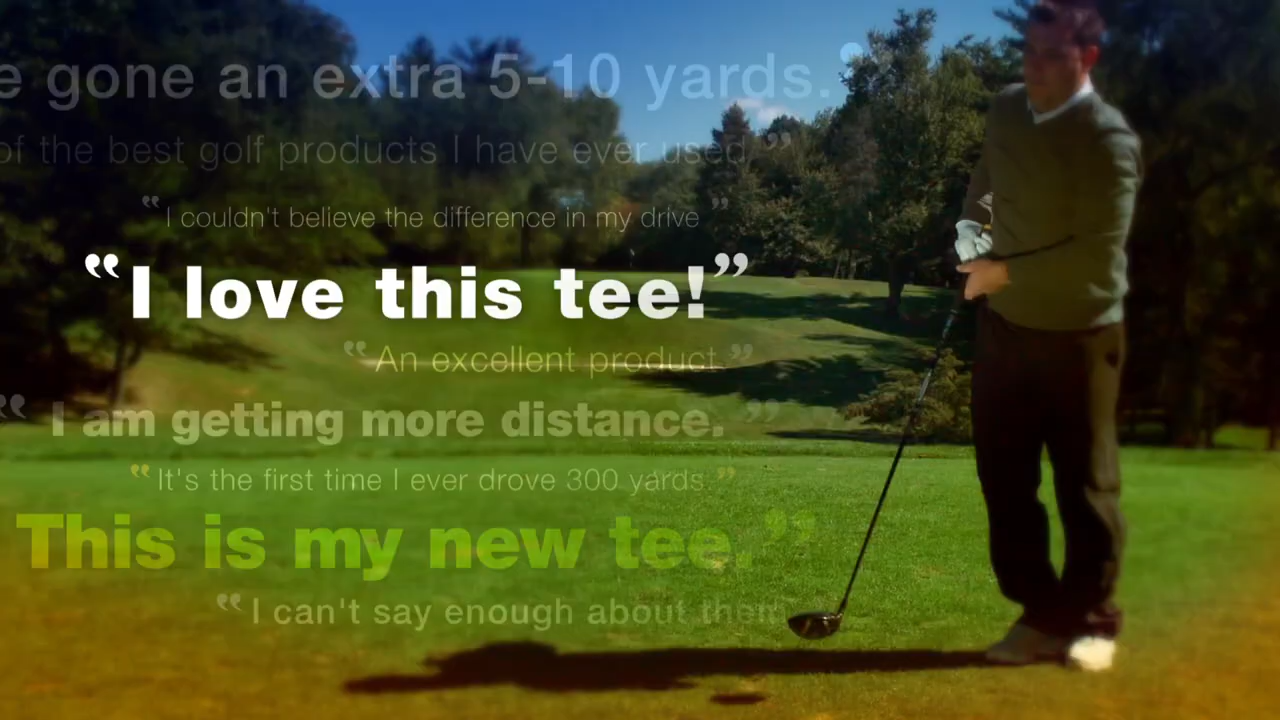 e gone an extra 5-10 yards.”
of the best golf products I have ever used.”
“I couldn't believe the difference in my drive”
“I love this tee!”
“An excellent product.”
“I am getting more distance.”
“It's the first time I ever drove 300 yards”
This is my new tee.”
“I can't say enough about them